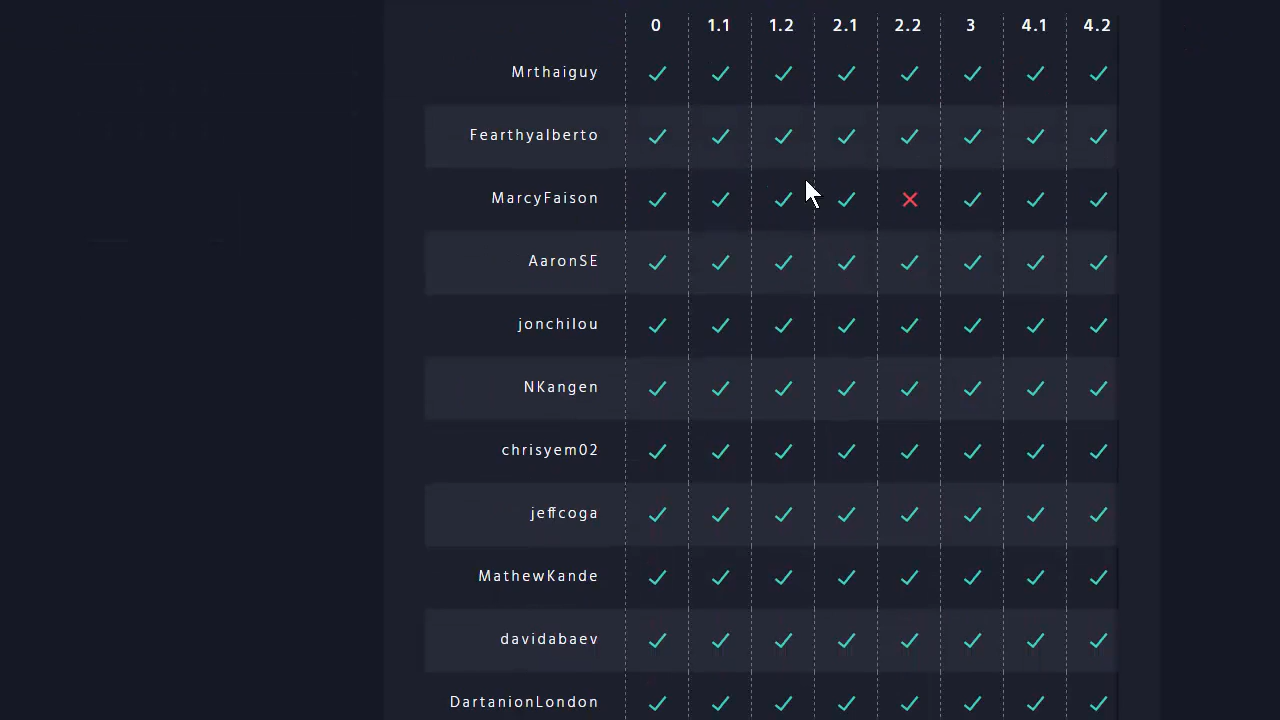 0 1.1 1.2 2.1 2.2 3 4.1 4.2
Mrthaiguy
Fearthyalberto
MarcyFaison
AaronSE
jonchilou
NKangen
chrisyem02
jeffcoga
MathewKande
davidabaev
DartanionLondon